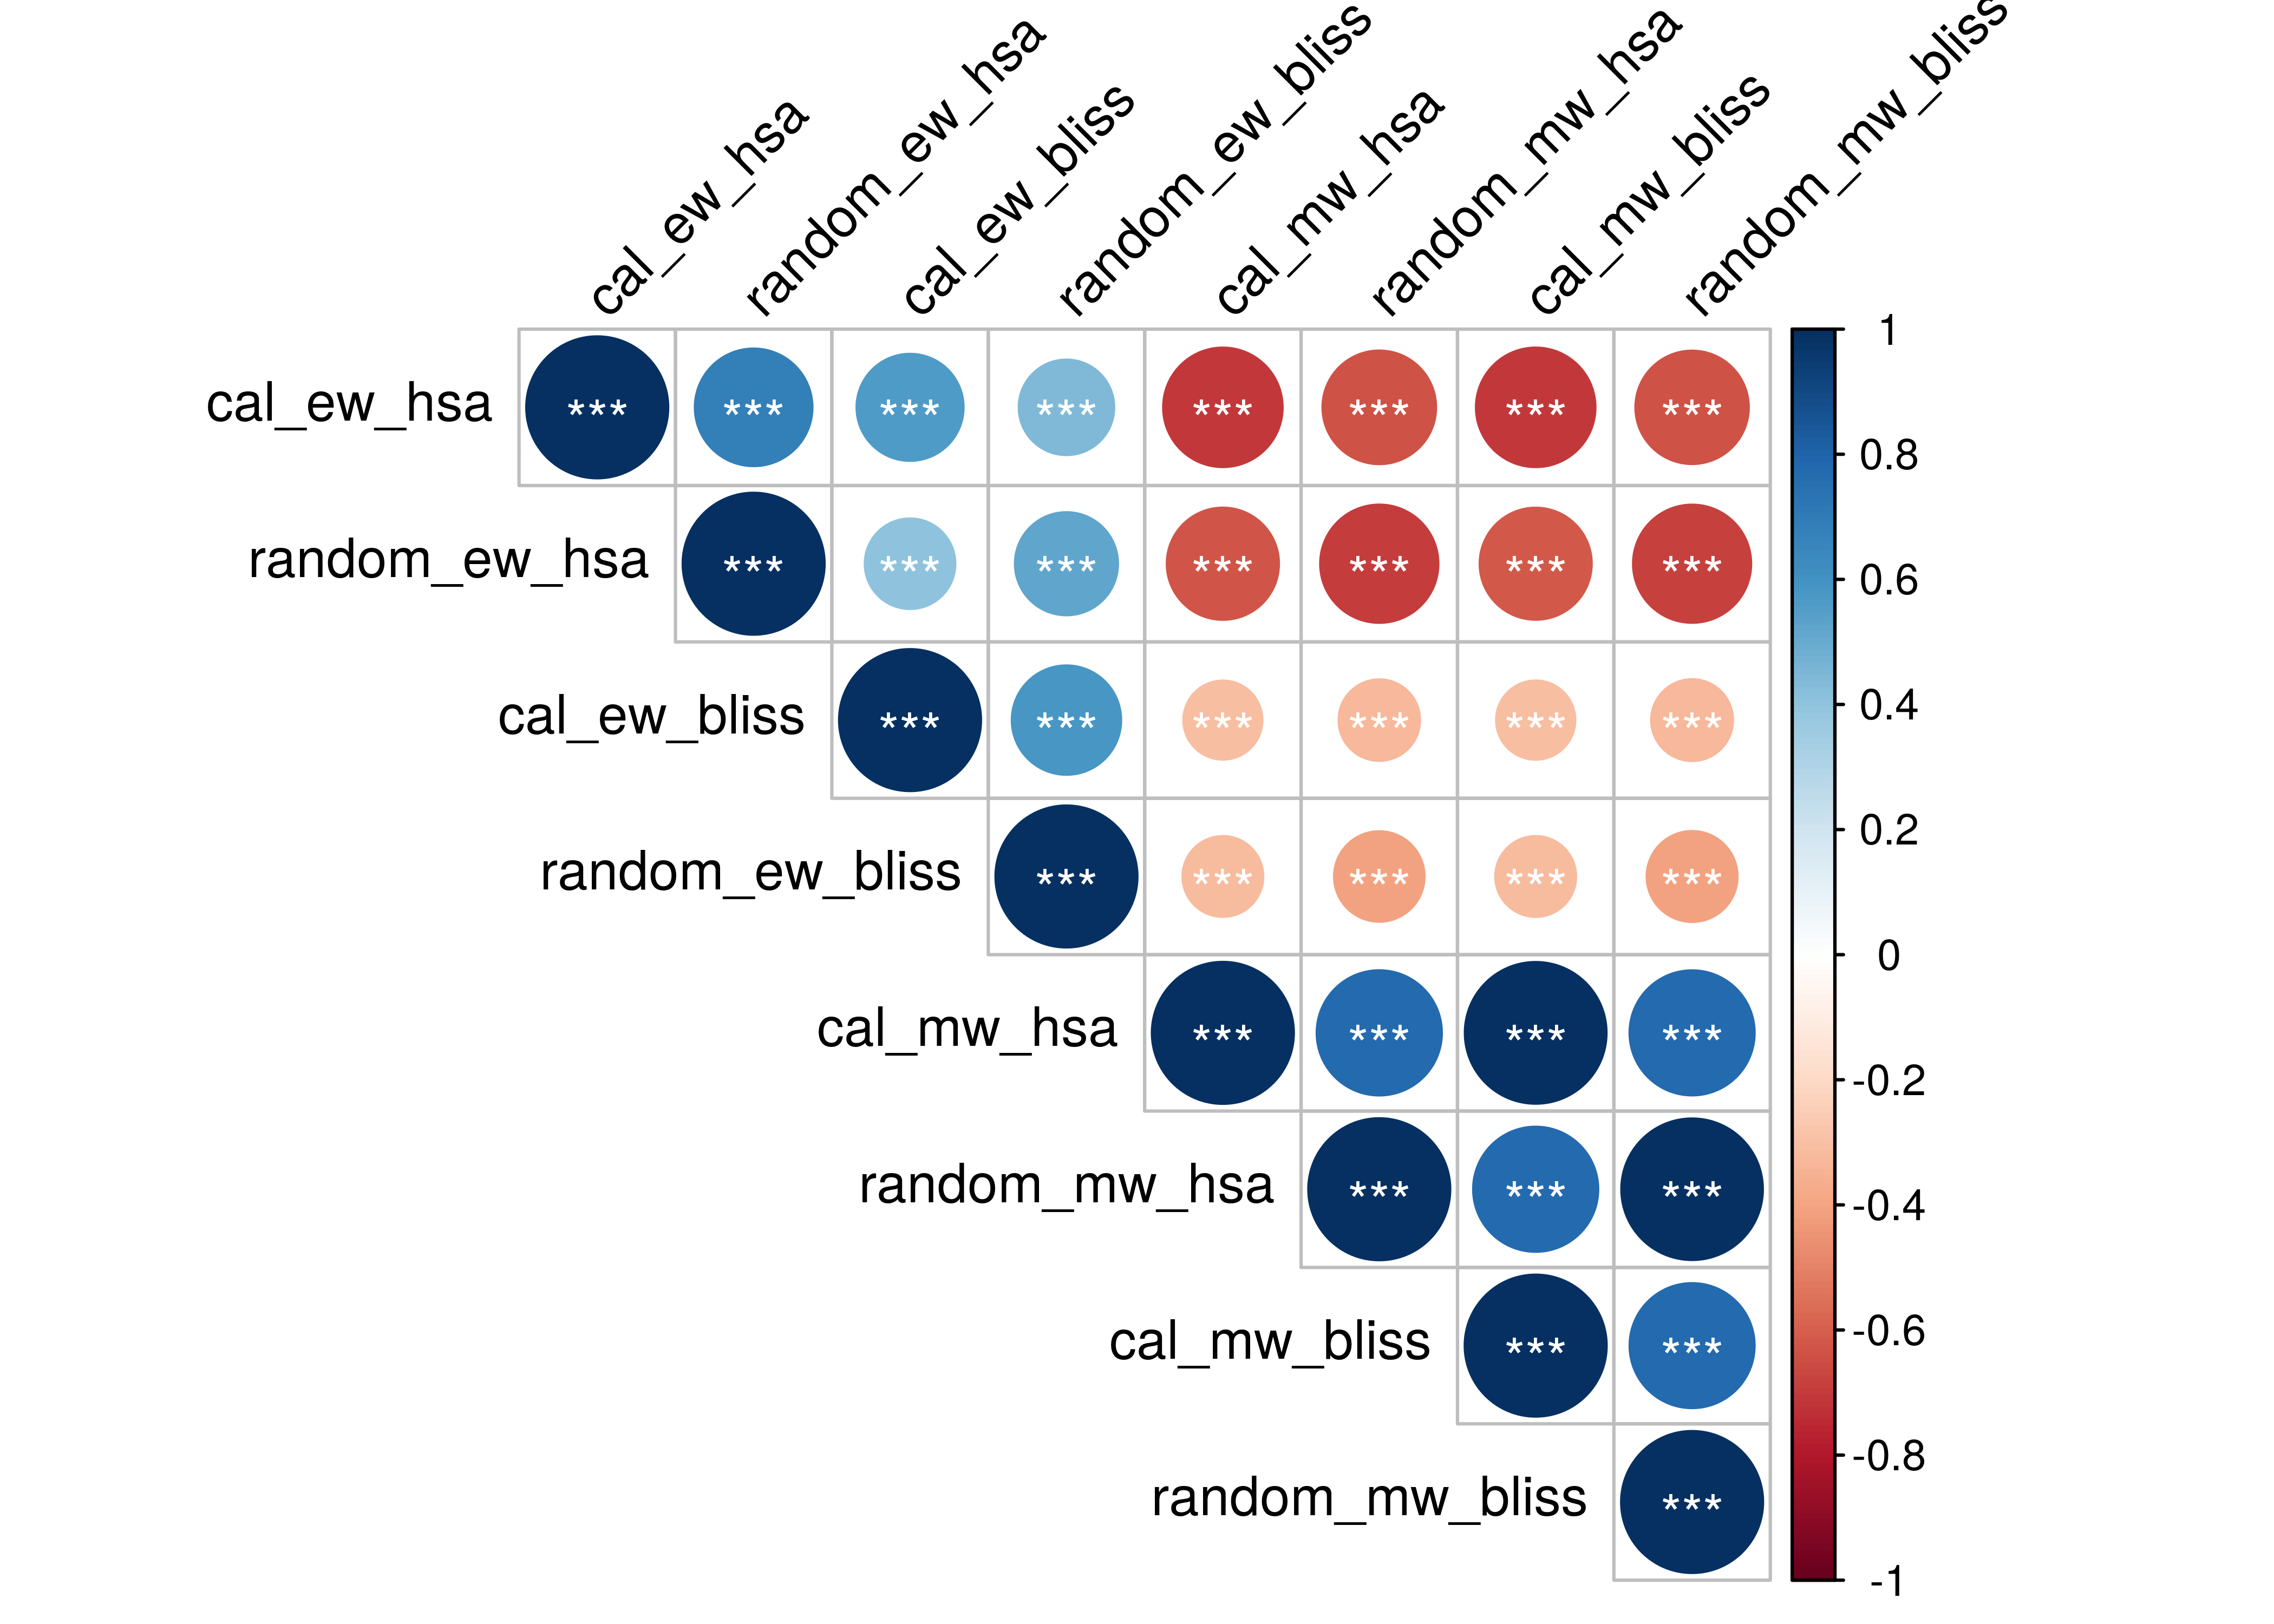 cal_ew_hsa
random_ew_hsa
cal_ew_bliss
random_ew_bliss
cal_mw_hsa
random_mw_hsa
cal_mw_bliss
random_mw_bliss
cal_ew_hsa *** *** *** *** *** *** *** ***
random_ew_hsa *** *** *** *** *** *** ***
cal_ew_bliss *** *** *** *** *** ***
random_ew_bliss *** *** *** *** ***
cal_mw_hsa *** *** *** ***
random_mw_hsa *** *** ***
cal_mw_bliss *** ***
random_mw_bliss ***
1
0.8
0.6
0.4
0.2
0
-0.2
-0.4
-0.6
-0.8
-1